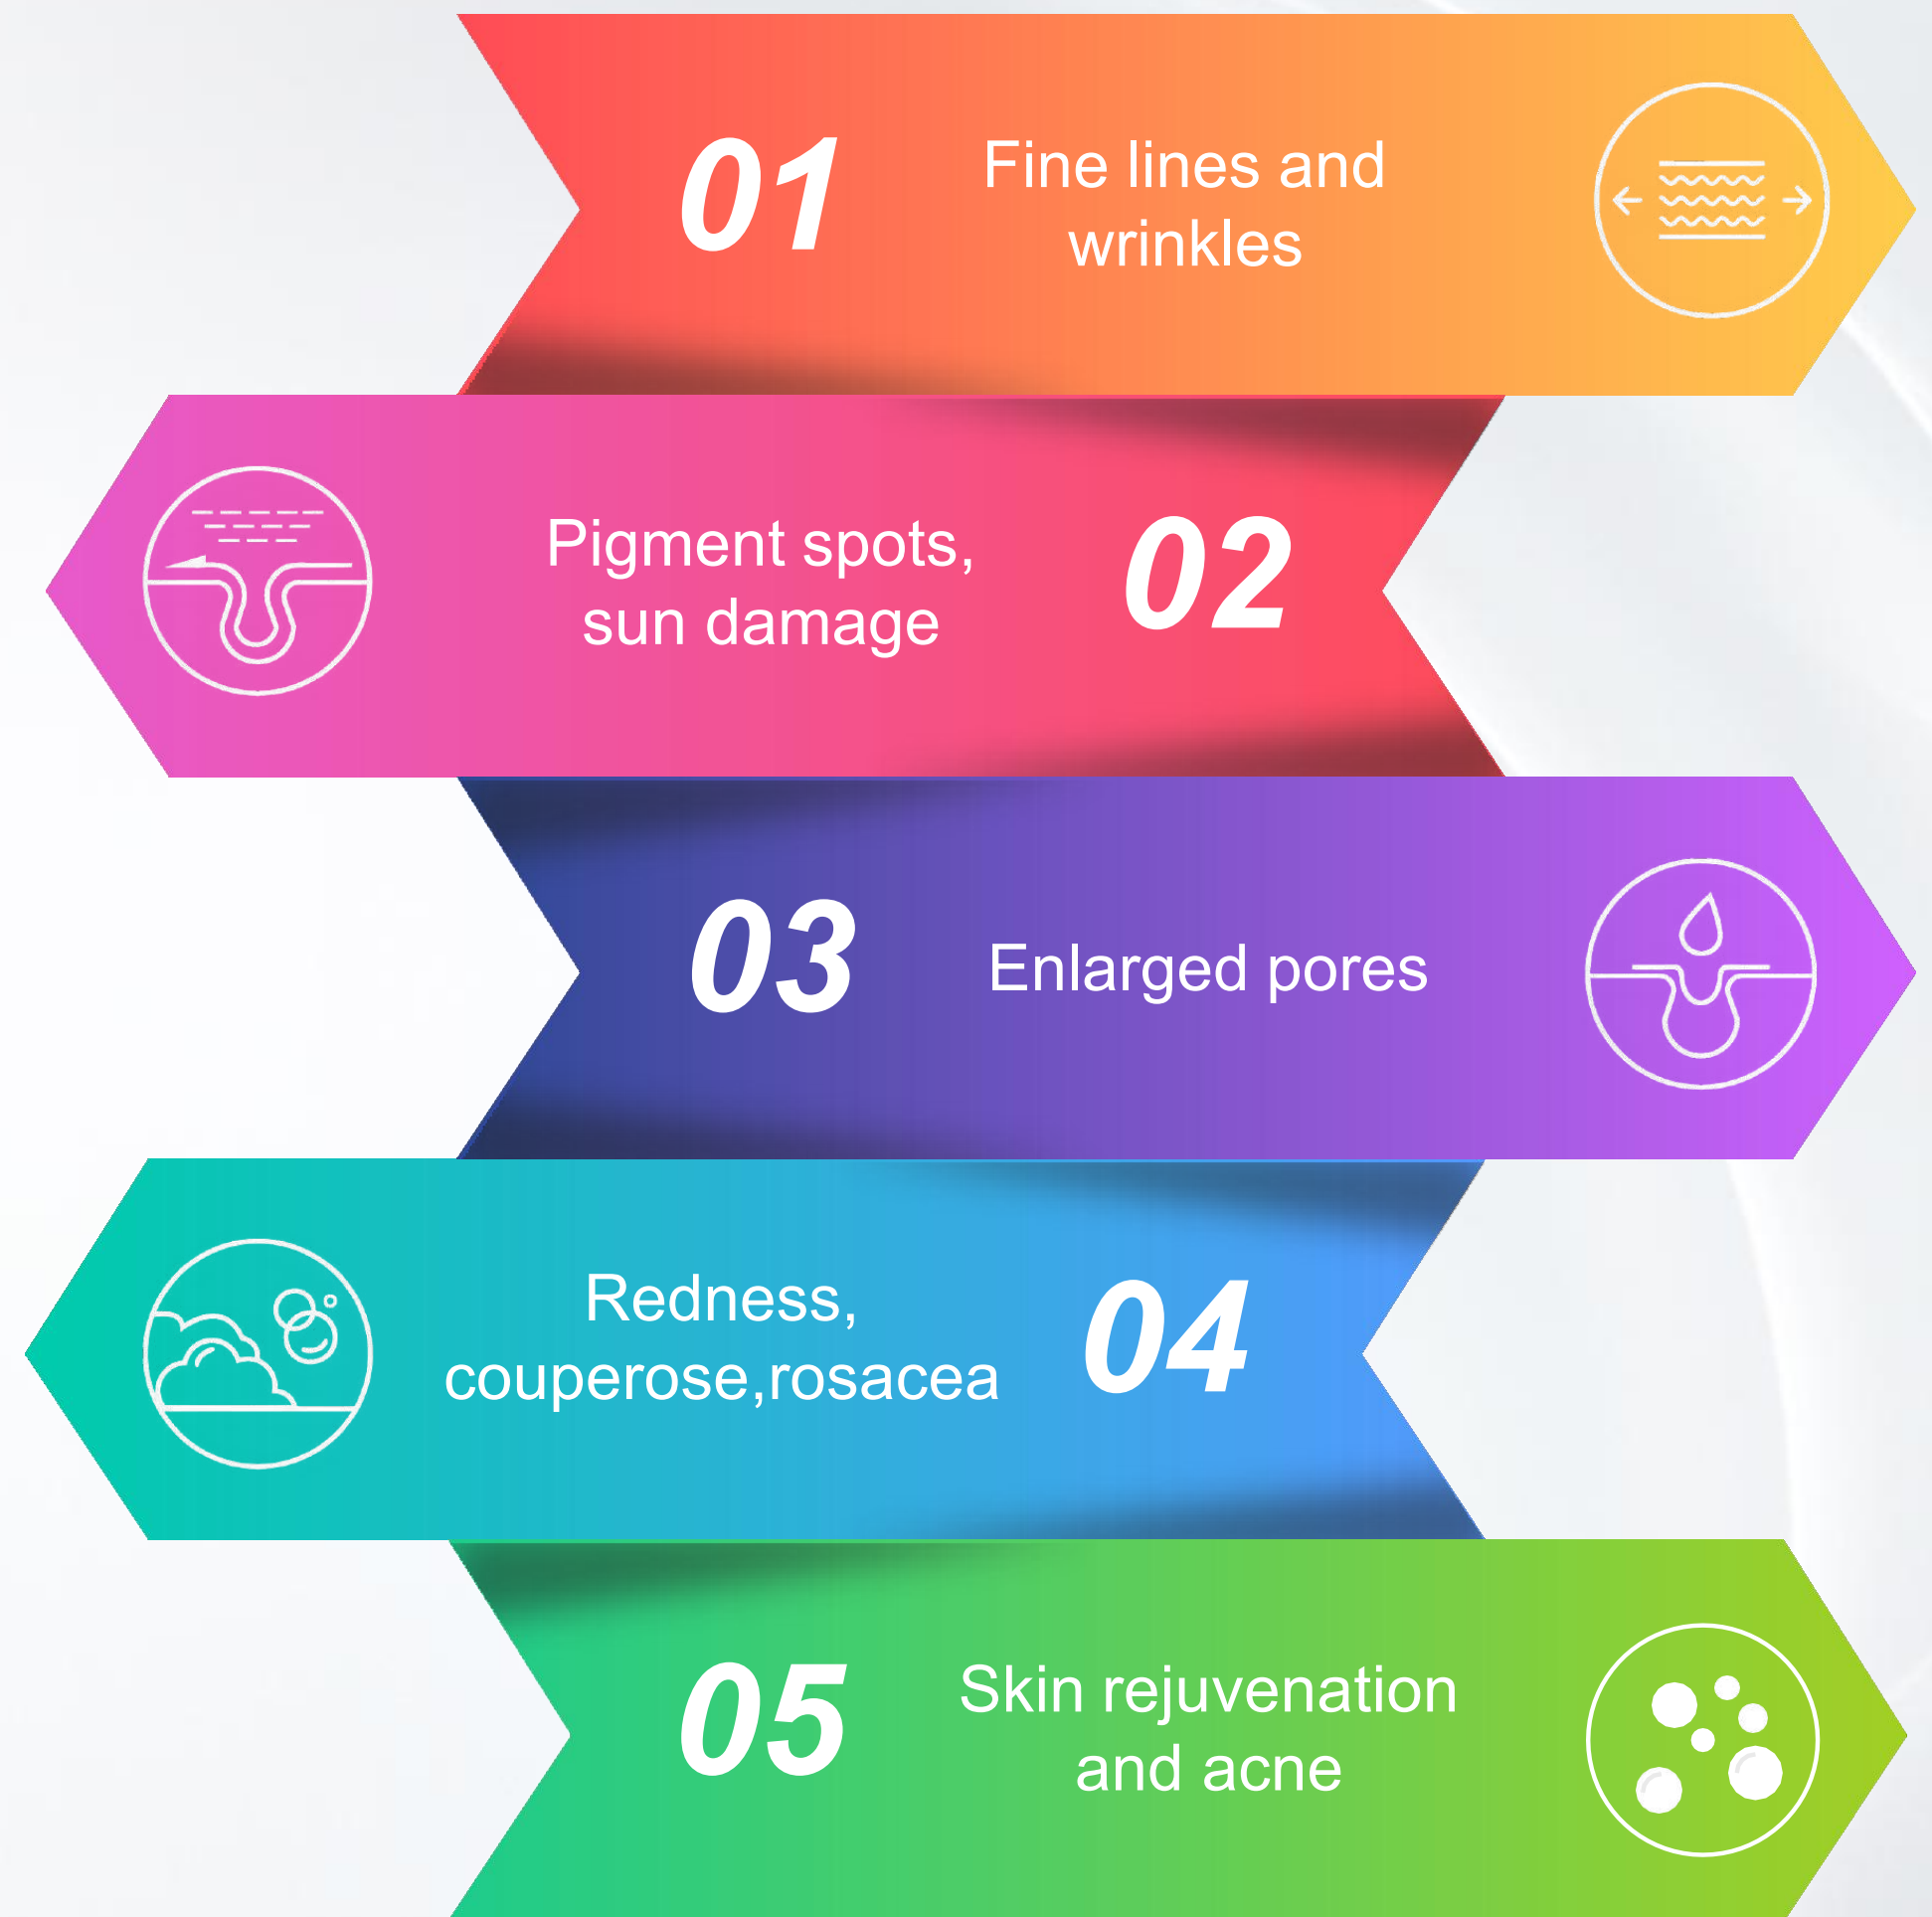 01
Fine lines and
wrinkles
Pigment spots,
sun damage
02
03
Enlarged pores
Redness,
couperose,rosacea
04
05
Skin rejuvenation
and acne